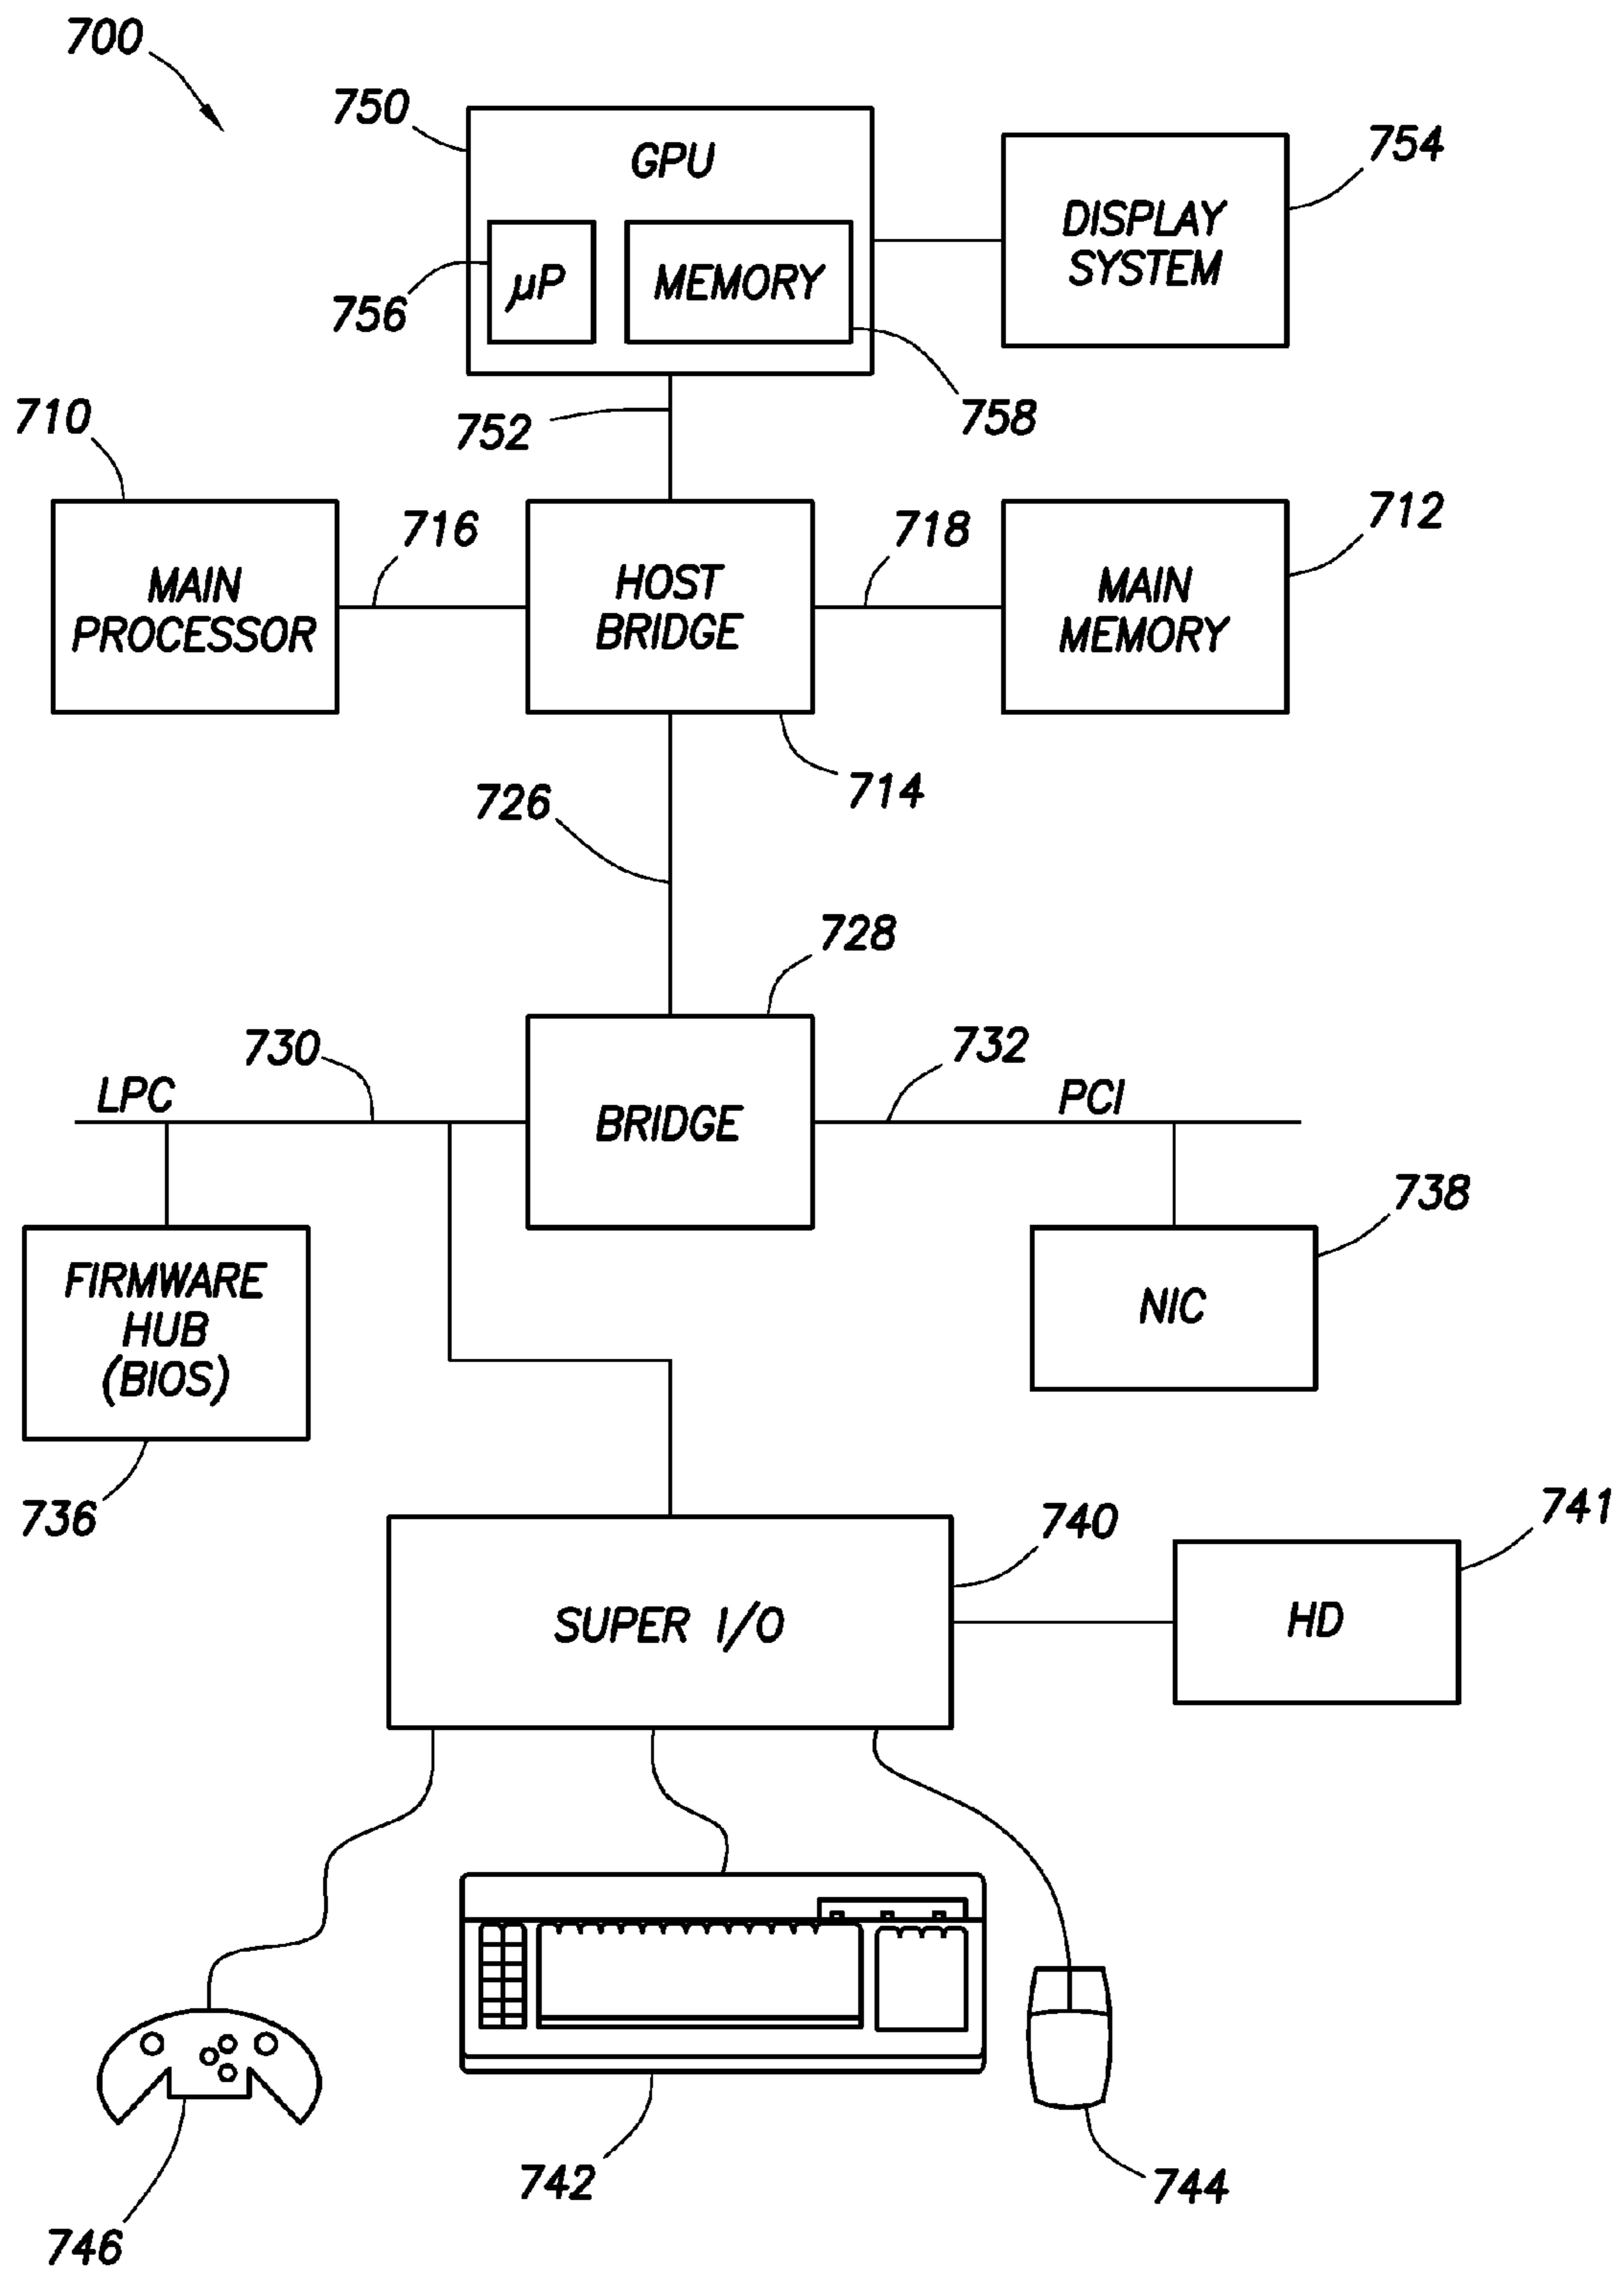 700
750
GPU
754
DISPLAY
SYSTEM
756
μP
MEMORY
758
752
710
716
718
712
MAIN
PROCESSOR
HOST
BRIDGE
MAIN
MEMORY
714
726
728
730
732
LPC
PCI
BRIDGE
738
FIRMWARE
HUB
(BIOS)
NIC
736
740
741
SUPER I/O
HD
742
744
746